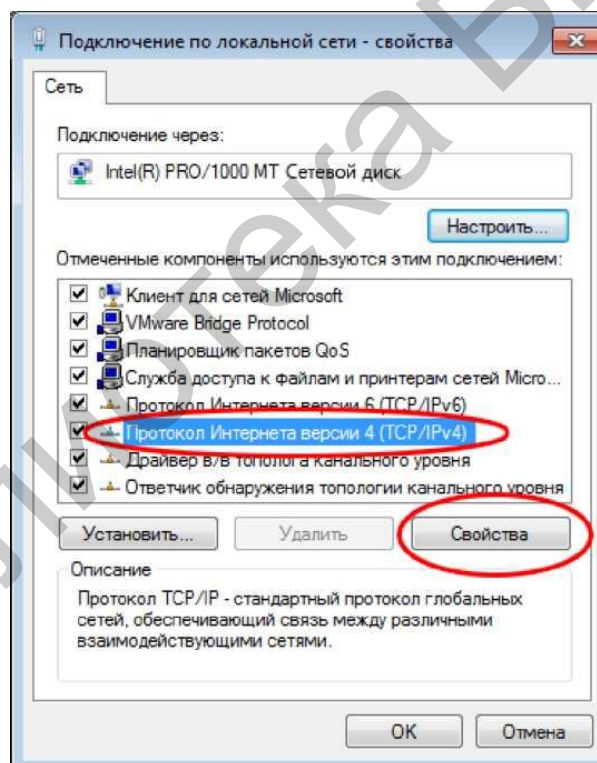 Подключение по локальной сети - свойства
Сеть
Подключение через:
Intel(R) PRO/1000 MT Сетевой диск
Настроить...
Отмеченные компоненты используются этим подключением:
Клиент для сетей Microsoft
VMware Bridge Protocol
Планировщик пакетов QoS
Служба доступа к файлам и принтерам сетей Micro...
Протокол Интернета версии 6 (TCP/IPv6)
Протокол Интернета версии 4 (TCP/IPv4)
Драйвер в/в тополога канального уровня
Ответчик обнаружения топологии канального уровня
Установить...
Удалить
Свойства
Описание
Протокол TCP/IP - стандартный протокол глобальных
сетей, обеспечивающий связь между различными
взаимодействующими сетями.
OK
Отмена